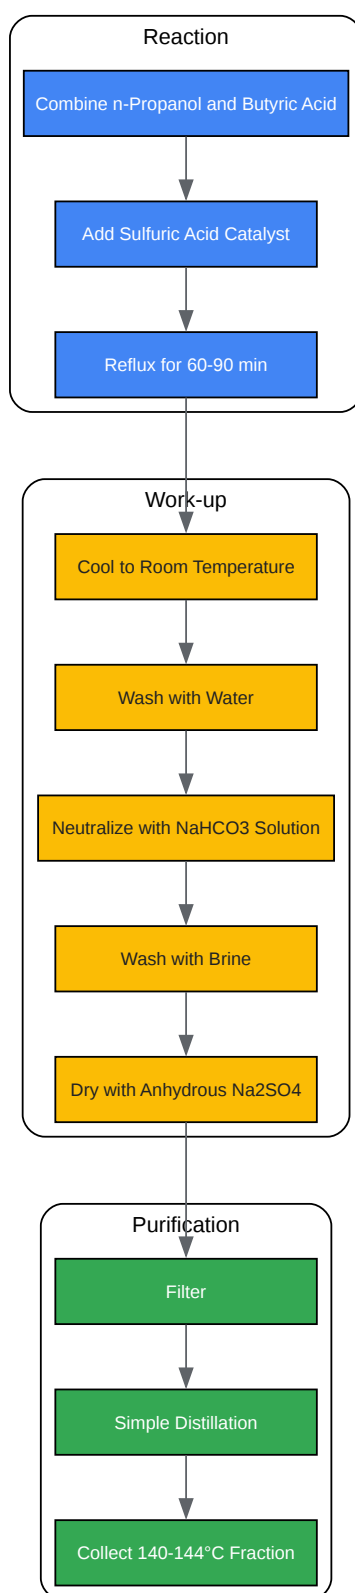 Reaction
Combine n-Propanol and Butyric Acid
Add Sulfuric Acid Catalyst
Reflux for 60-90 min
Work-up
Cool to Room Temperature
Wash with Water
Neutralize with NaHCO3 Solution
Wash with Brine
Dry with Anhydrous Na2SO4
Purification
Filter
Simple Distillation
Collect 140-144°C Fraction